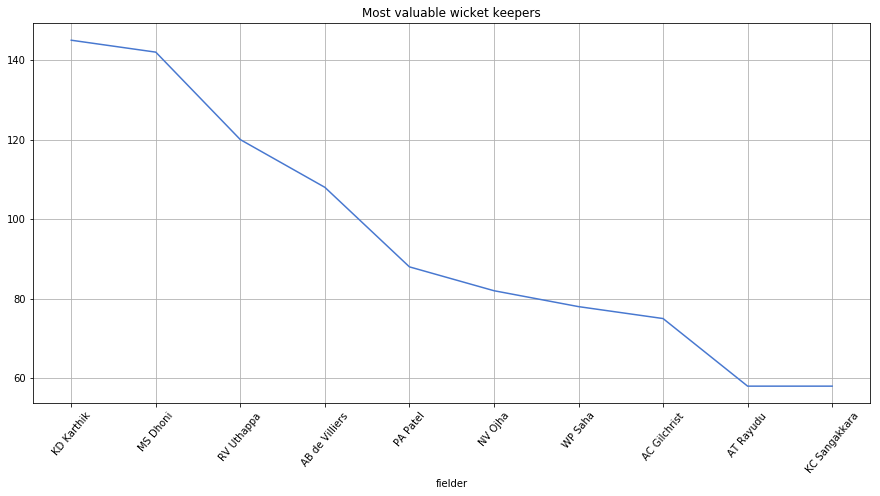 Most valuable wicket keepers
140
120
100
80
60
KD Karthik
MS Dhoni
RV Uthappa
AB de Villiers
PA Patel
NV Ojha
WP Saha
AC Gilchrist
AT Rayudu
KC Sangakkara
fielder